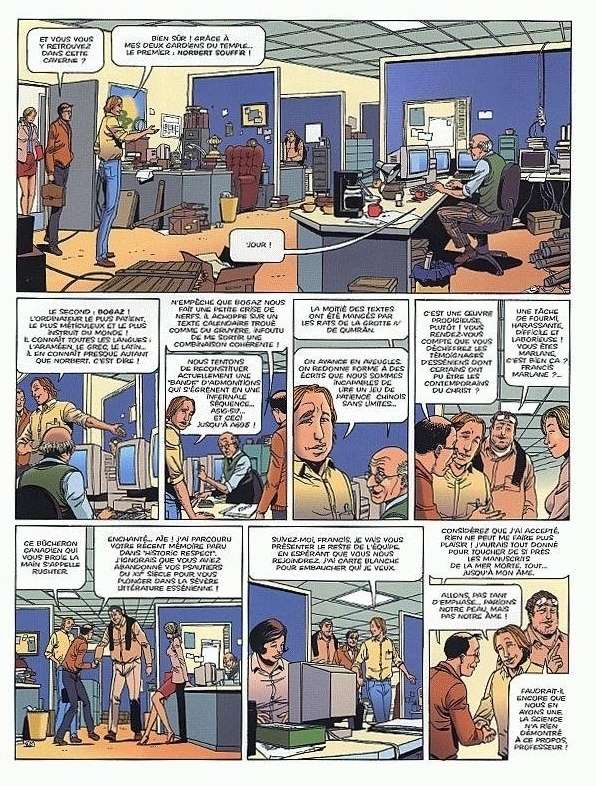 ET VOUS VOUS
Y RETROUVEZ
DANS CETTE
CAVERNE ?
BIEN SÛR ! GRÂCE À
MES DEUX GARDIENS DU TEMPLE...
LE PREMIER : NORBERT SOUFFIR !
'JOUR !
LE SECOND : BOGAZ !
L'ORDINATEUR LE PLUS PATIENT,
LE PLUS MÉTICULEUX ET LE PLUS
INSTRUIT DU MONDE !
IL CONNAÎT TOUTES LES LANGUES :
L'ARAMÉEN, LE GREC, LE LATIN...
IL EN CONNAÎT PRESQUE AUTANT
QUE NORBERT, C'EST DIRE !
N'EMPÊCHE QUE BOGAZ NOUS
FAIT UNE PETITE CRISE DE
NERFS. IL ACHOPPE SUR UN
TEXTE CALENDAIRE TROUÉ
COMME DU GRUYÈRE, INFOUTU
DE ME SORTIR UNE
COMBINAISON COHÉRENTE !
NOUS TENTONS
DE RECONSTITUER
ACTUELLEMENT UNE
"BANDE" D'ADMONITIONS
QUI S'ÉGRÈNENT EN UNE
INFERNALE
SÉQUENCE...
A516-517...
ET CECI
JUSQU'À A698 !
LA MOITIÉ DES TEXTES
ONT ÉTÉ MANGÉS PAR
LES RATS DE LA GROTTE IV
DE QUMRÂN.
ON AVANCE EN AVEUGLES.
ON REDONNE FORME À DES
ÉCRITS QUE NOUS SOMMES
INCAPABLES DE
LIRE. UN JEU DE
PATIENCE CHINOIS
SANS LIMITES...
C'EST UNE ŒUVRE
PRODIGIEUSE,
PLUTÔT ! VOUS
RENDEZ-VOUS
COMPTE QUE VOUS
DÉCHIFFREZ LES
TÉMOIGNAGES
D'ESSÉNIENS DONT
CERTAINS ONT
PU ÊTRE LES
CONTEMPORAINS
DU CHRIST ?
UNE TÂCHE
DE FOURMI,
HARASSANTE,
DIFFICILE ET
LABORIEUSE !
VOUS ÊTES
MARLANE,
C'EST BIEN ÇA ?
FRANCIS
MARLANE ?...
CE BÛCHERON
CANADIEN QUI
VOUS BROIE LA
MAIN S'APPELLE
RUSHTER.
ENCHANTÉ... AÏE ! J'AI PARCOURU
VOTRE RÉCENT MÉMOIRE PARU
DANS "HISTORIC RESPECT".
J'IGNORAIS QUE VOUS AVIEZ
ABANDONNÉ VOS PSAUTIERS
DU XIIe SIÈCLE POUR VOUS
PLONGER DANS LA SÉVÈRE
LITTÉRATURE ESSÉNIENNE !
SUIVEZ-MOI, FRANCIS, JE VAIS VOUS
PRÉSENTER LE RESTE DE L'ÉQUIPE,
EN ESPÉRANT QUE VOUS NOUS
REJOINDREZ. J'AI CARTE BLANCHE
POUR EMBAUCHER QUI JE VEUX.
CONSIDÉREZ QUE J'AI ACCEPTÉ,
RIEN NE PEUT ME FAIRE PLUS
PLAISIR ! J'AURAIS TOUT DONNÉ
POUR TOUCHER DE SI PRÈS
LES MANUSCRITS
DE LA MER MORTE. TOUT...
JUSQU'À MON ÂME.
ALLONS, PAS TANT
D'EMPHASE... PARIONS
NOTRE PEAU, MAIS
PAS NOTRE ÂME !
FAUDRAIT-IL
ENCORE QUE
NOUS EN
AYONS UNE.
LA SCIENCE
N'A RIEN
DÉMONTRÉ
À CE PROPOS,
PROFESSEUR !